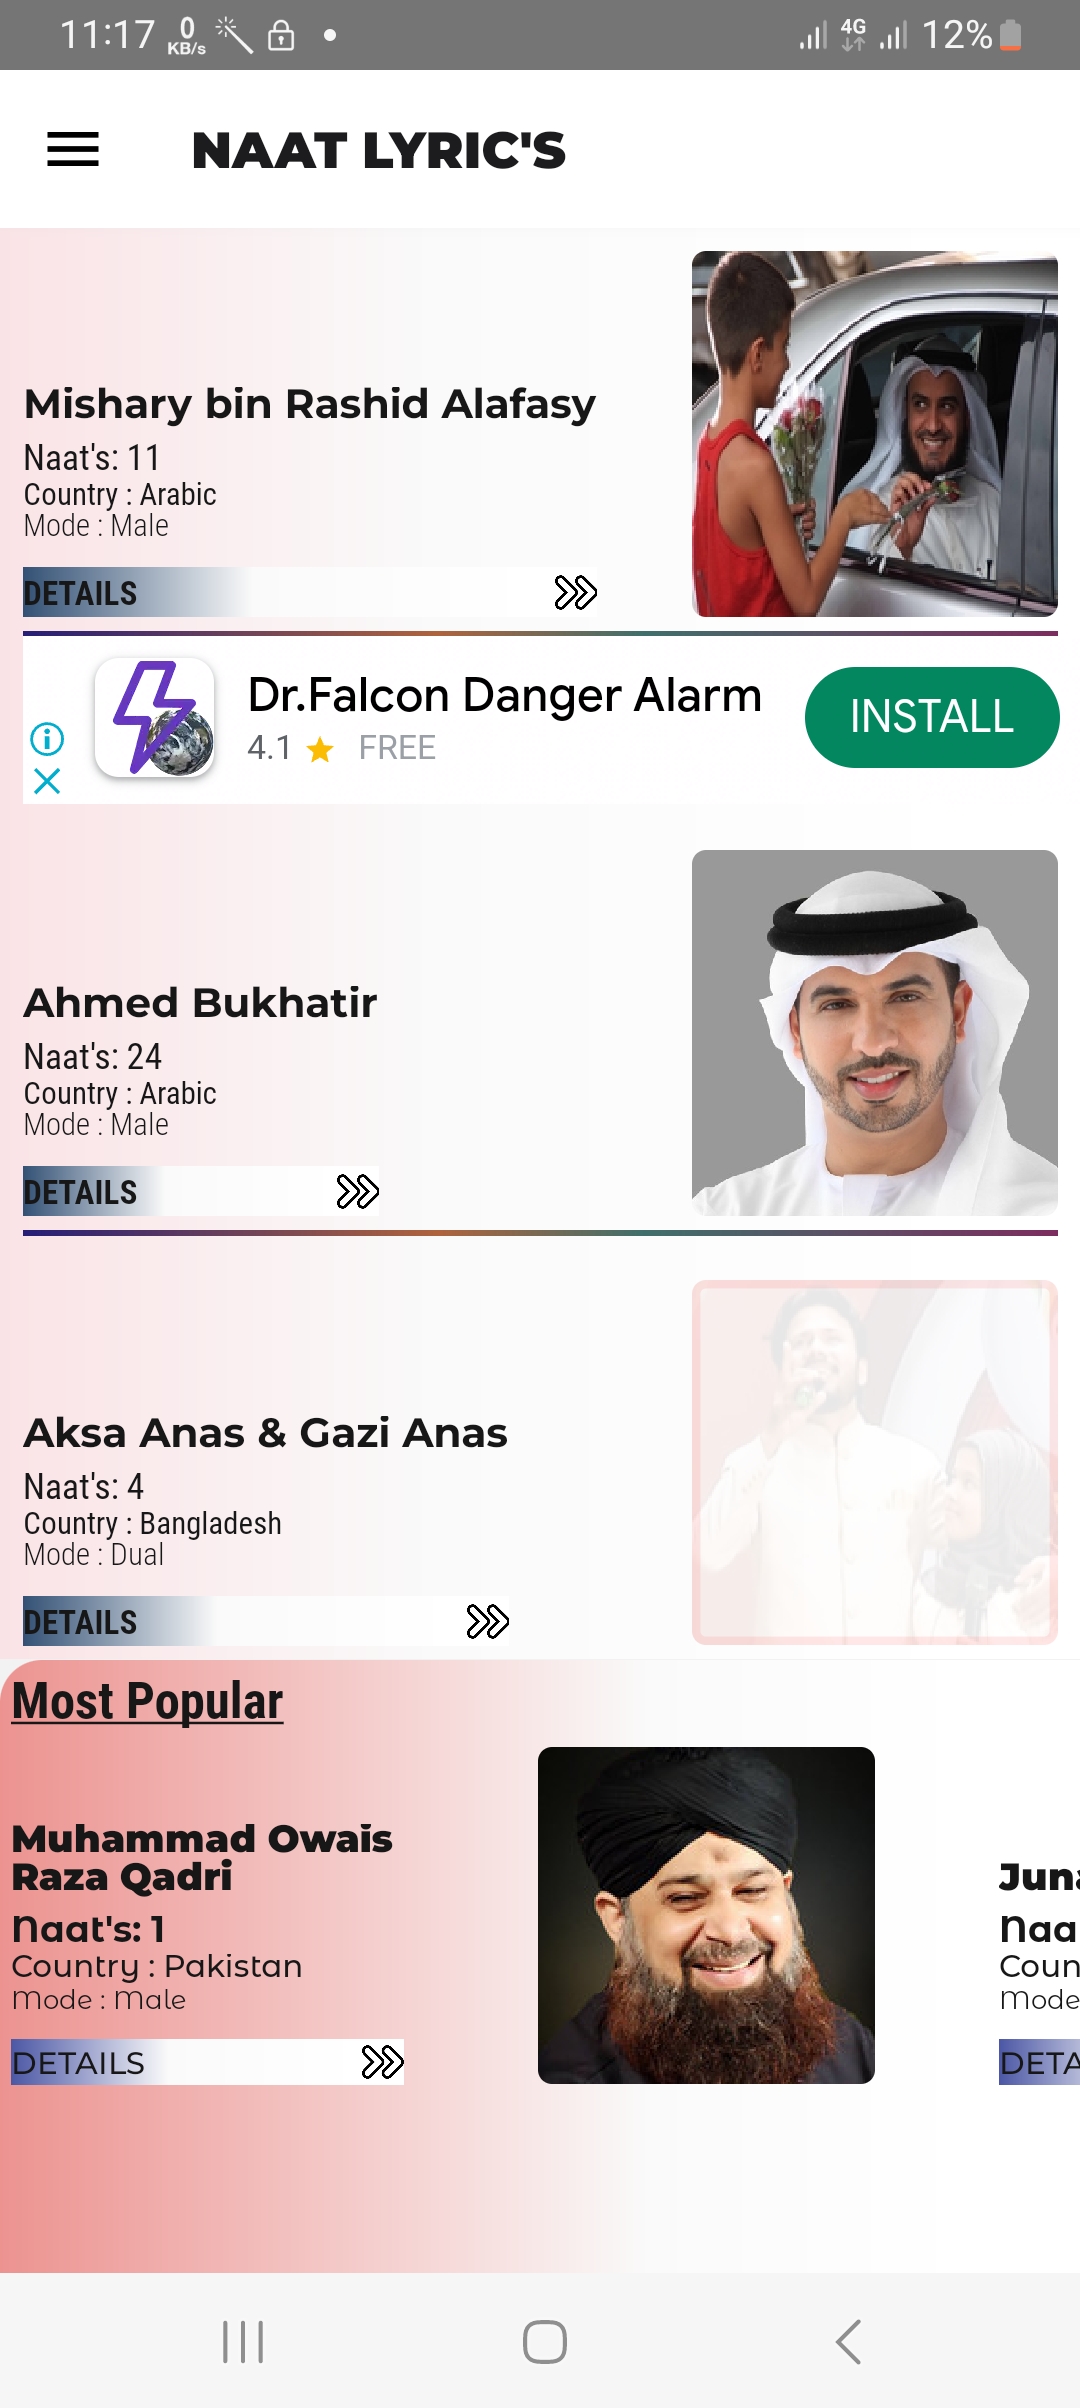 11:17 0 KB/s 4G 12%
NAAT LYRIC'S
Mishary bin Rashid Alafasy
Naat's: 11
Country : Arabic
Mode : Male
DETAILS
Dr.Falcon Danger Alarm
4.1 FREE
INSTALL
Ahmed Bukhatir
Naat's: 24
Country : Arabic
Mode : Male
DETAILS
Aksa Anas & Gazi Anas
Naat's: 4
Country : Bangladesh
Mode : Dual
DETAILS
Most Popular
Muhammad Owais
Raza Qadri
Naat's: 1
Country : Pakistan
Mode : Male
DETAILS
Juna
Naa
Coun
Mode
DETA